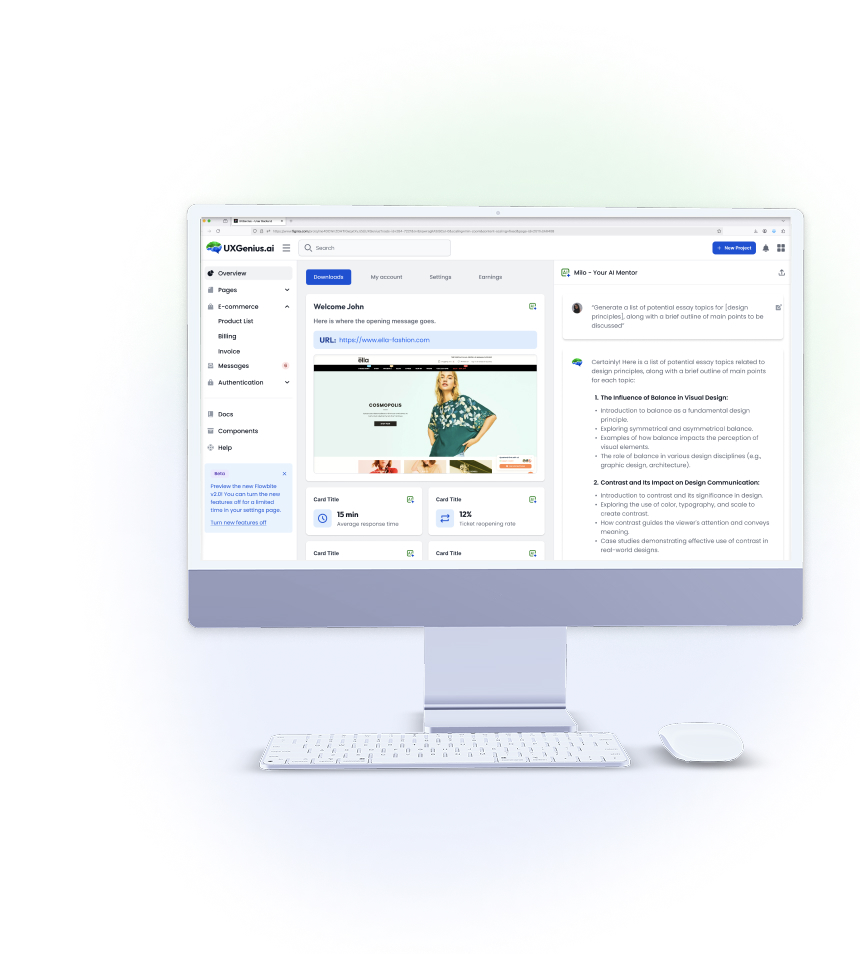 UXGenius.ai
Search
+ New Project
Overview
Pages
E-commerce
Product List
Billing
Invoice
Messages
Authentication
Docs
Components
Help
Beta
Preview the new Flowbite
v2.0! You can turn the new
features off for a limited
time in your settings page.
Turn new features off
Downloads
My account
Settings
Earnings
Welcome John
Here is where the opening message goes.
URL: https://www.ella-fashion.com
ella
COSMOPOLIS
Card Title
15 min
Average response time
Card Title
12%
Ticket reopening rate
Card Title
Card Title
Milo - Your AI Mentor
"Generate a list of potential essay topics for [design
principles], along with a brief outline of main points to be
discussed"
Certainly! Here is a list of potential essay topics related to
design principles, along with a brief outline of main points
for each topic:
1. The Influence of Balance in Visual Design:
• Introduction to balance as a fundamental design
principle.
• Exploring symmetrical and asymmetrical balance.
• Examples of how balance impacts the perception of
visual elements.
• The role of balance in various design disciplines (e.g.,
graphic design, architecture).
2. Contrast and Its Impact on Design Communication:
• Introduction to contrast and its significance in design.
• Exploring the use of color, typography, and scale to
create contrast.
• How contrast guides the viewer's attention and conveys
meaning.
• Case studies demonstrating effective use of contrast in
real-world designs.